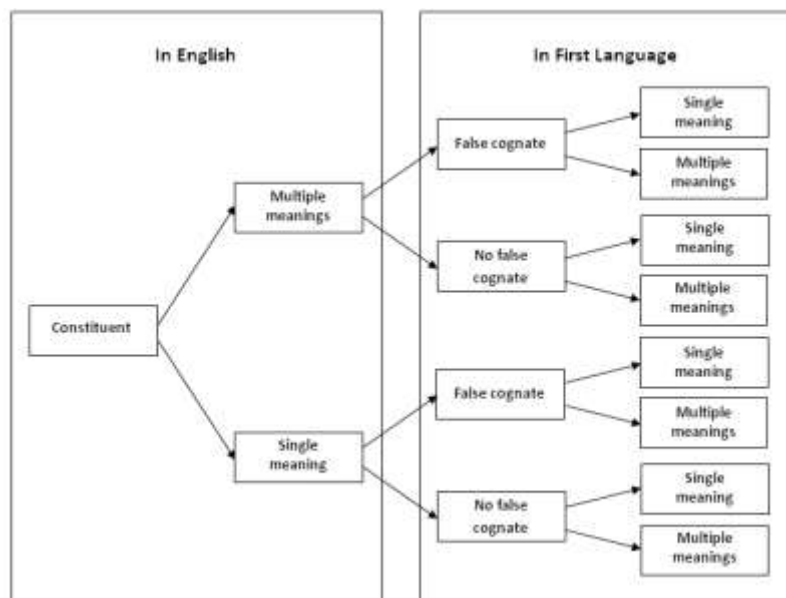 In English
In First Language
Constituent
Multiple
meanings
Single
meaning
False cognate
No false
cognate
False cognate
No false
cognate
Single
meaning
Multiple
meanings
Single
meaning
Multiple
meanings
Single
meaning
Multiple
meanings
Single
meaning
Multiple
meanings